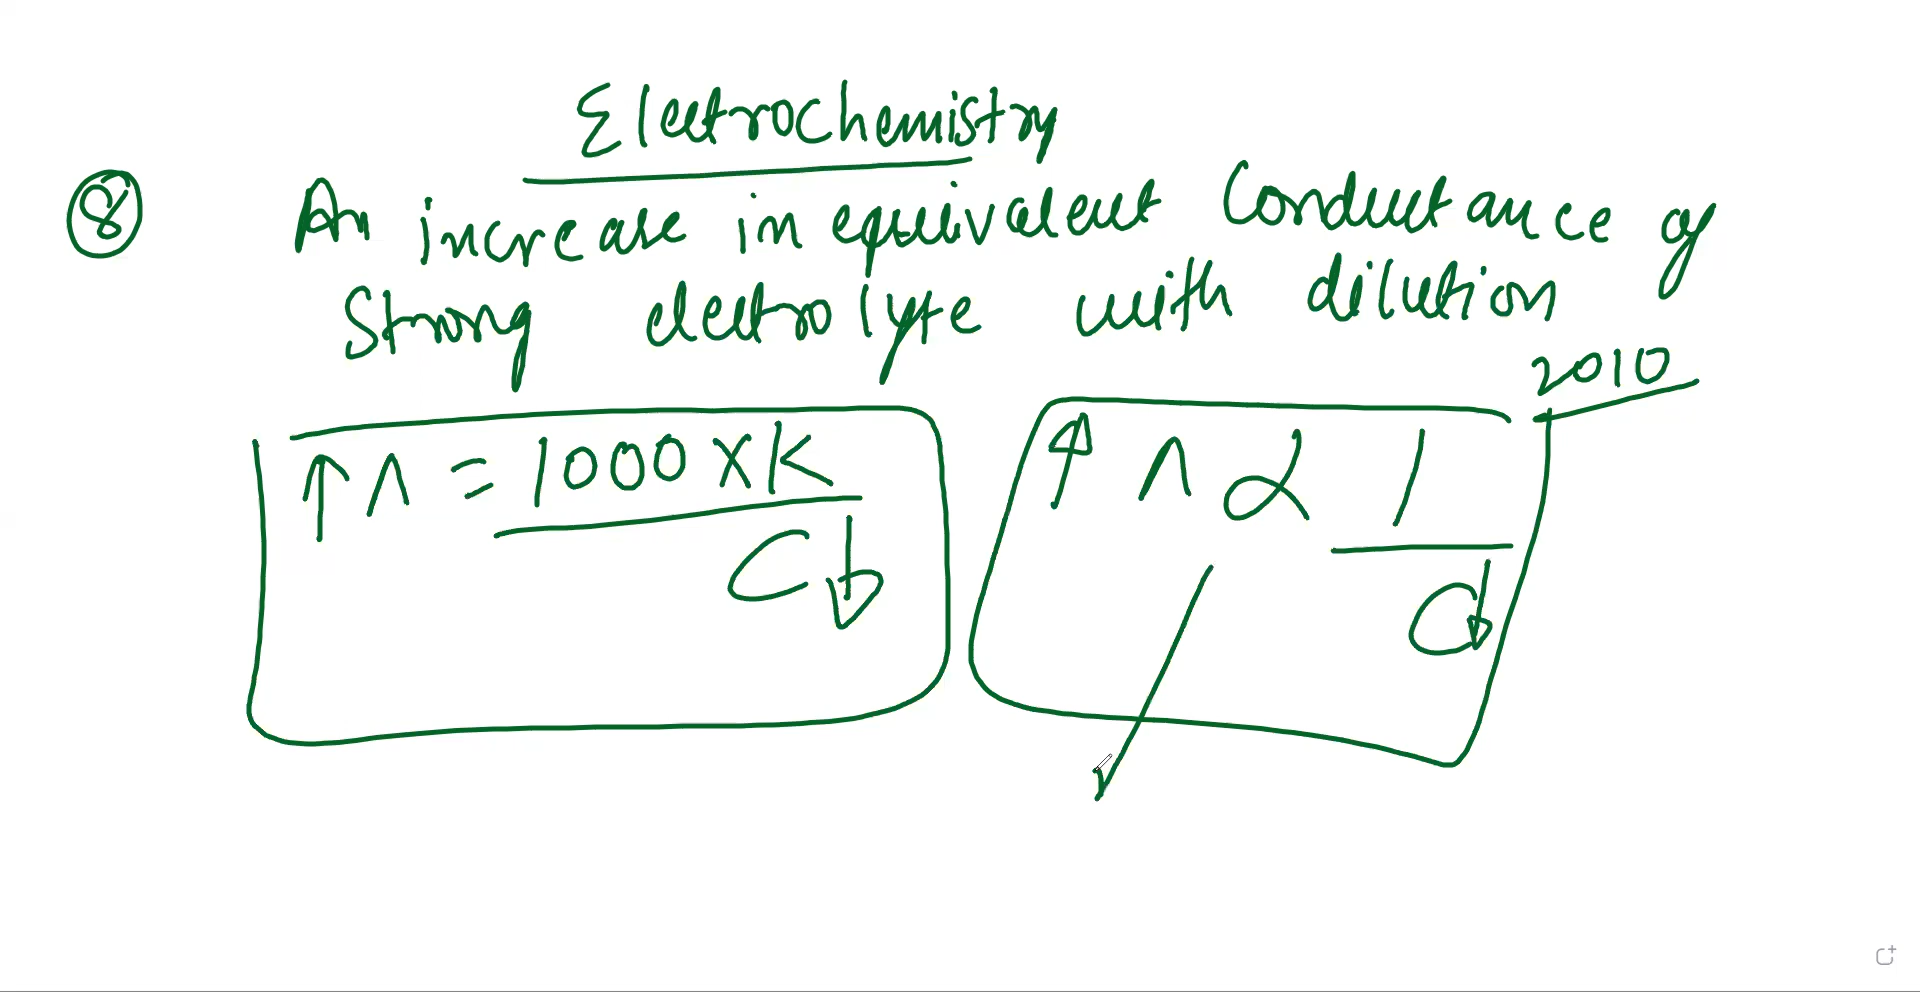 Electrochemistry
8 An increase in equivalent Conductance of
Strong electrolyte with dilution
2010
↑ Λ = 1000 x K
C↓
↑ Λ α 1
C↓